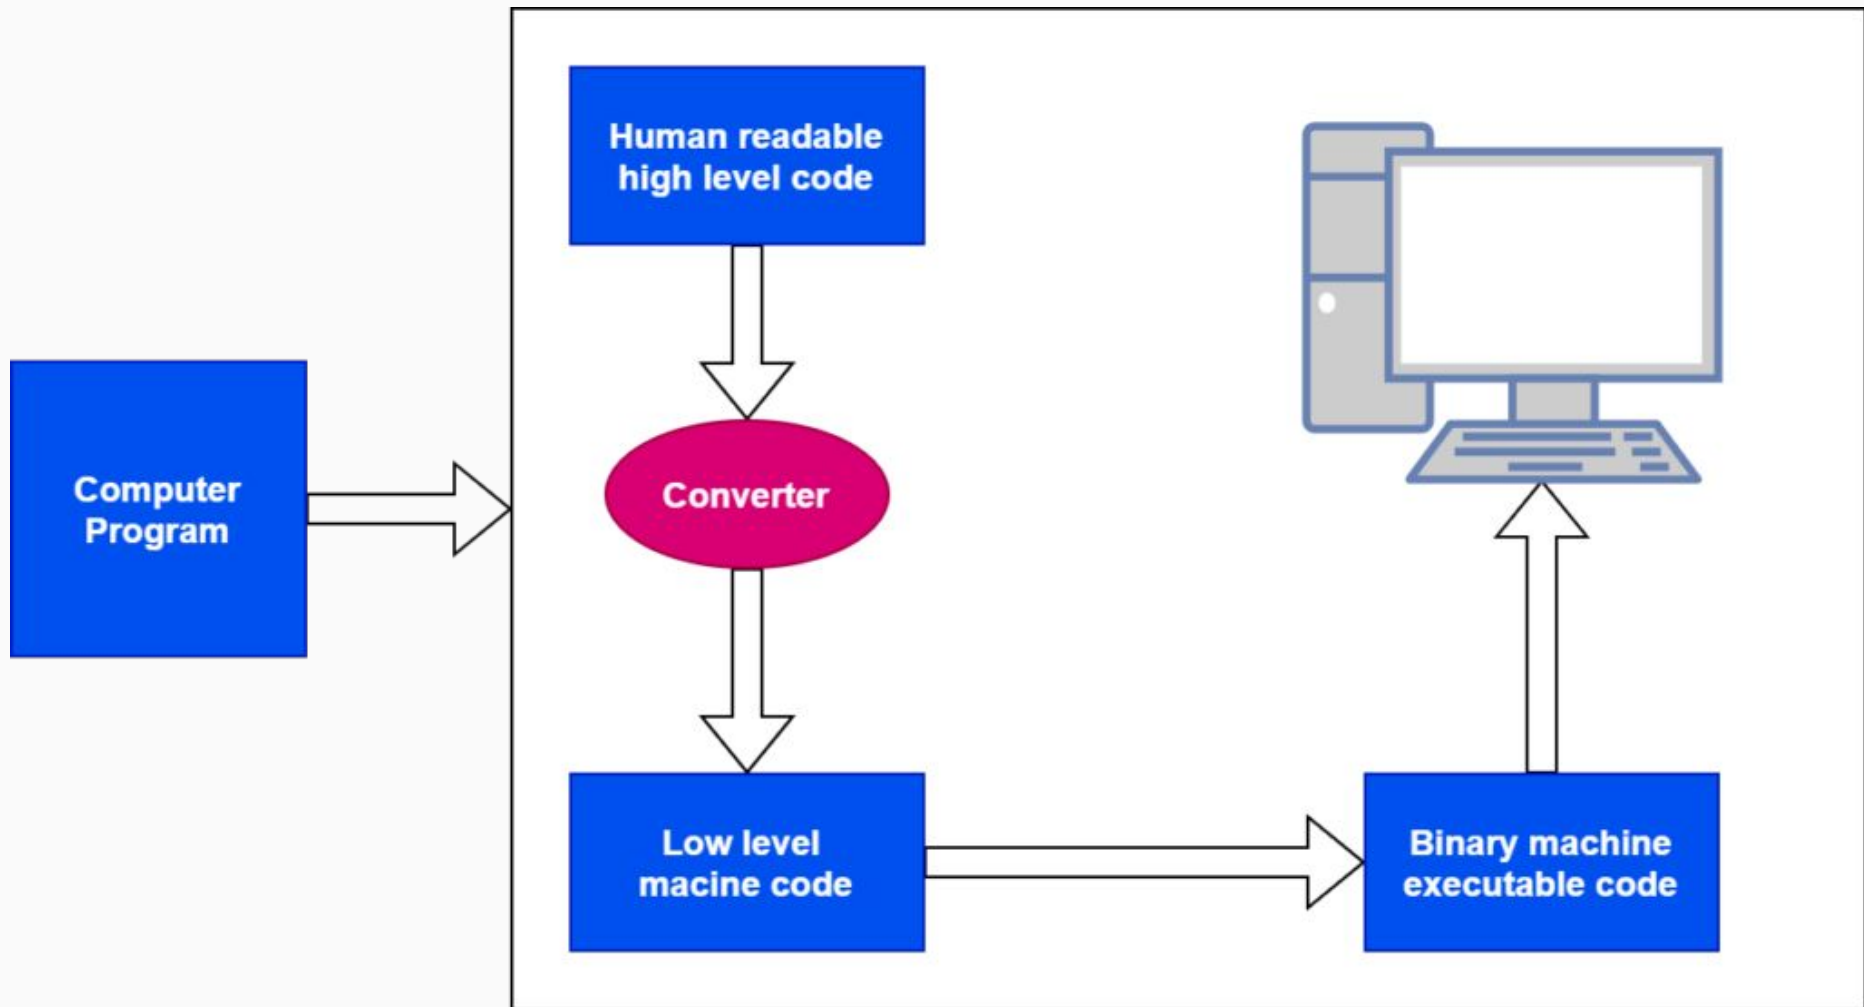 Human readable
high level code
Computer
Program
Converter
Low level
macine code
Binary machine
executable code